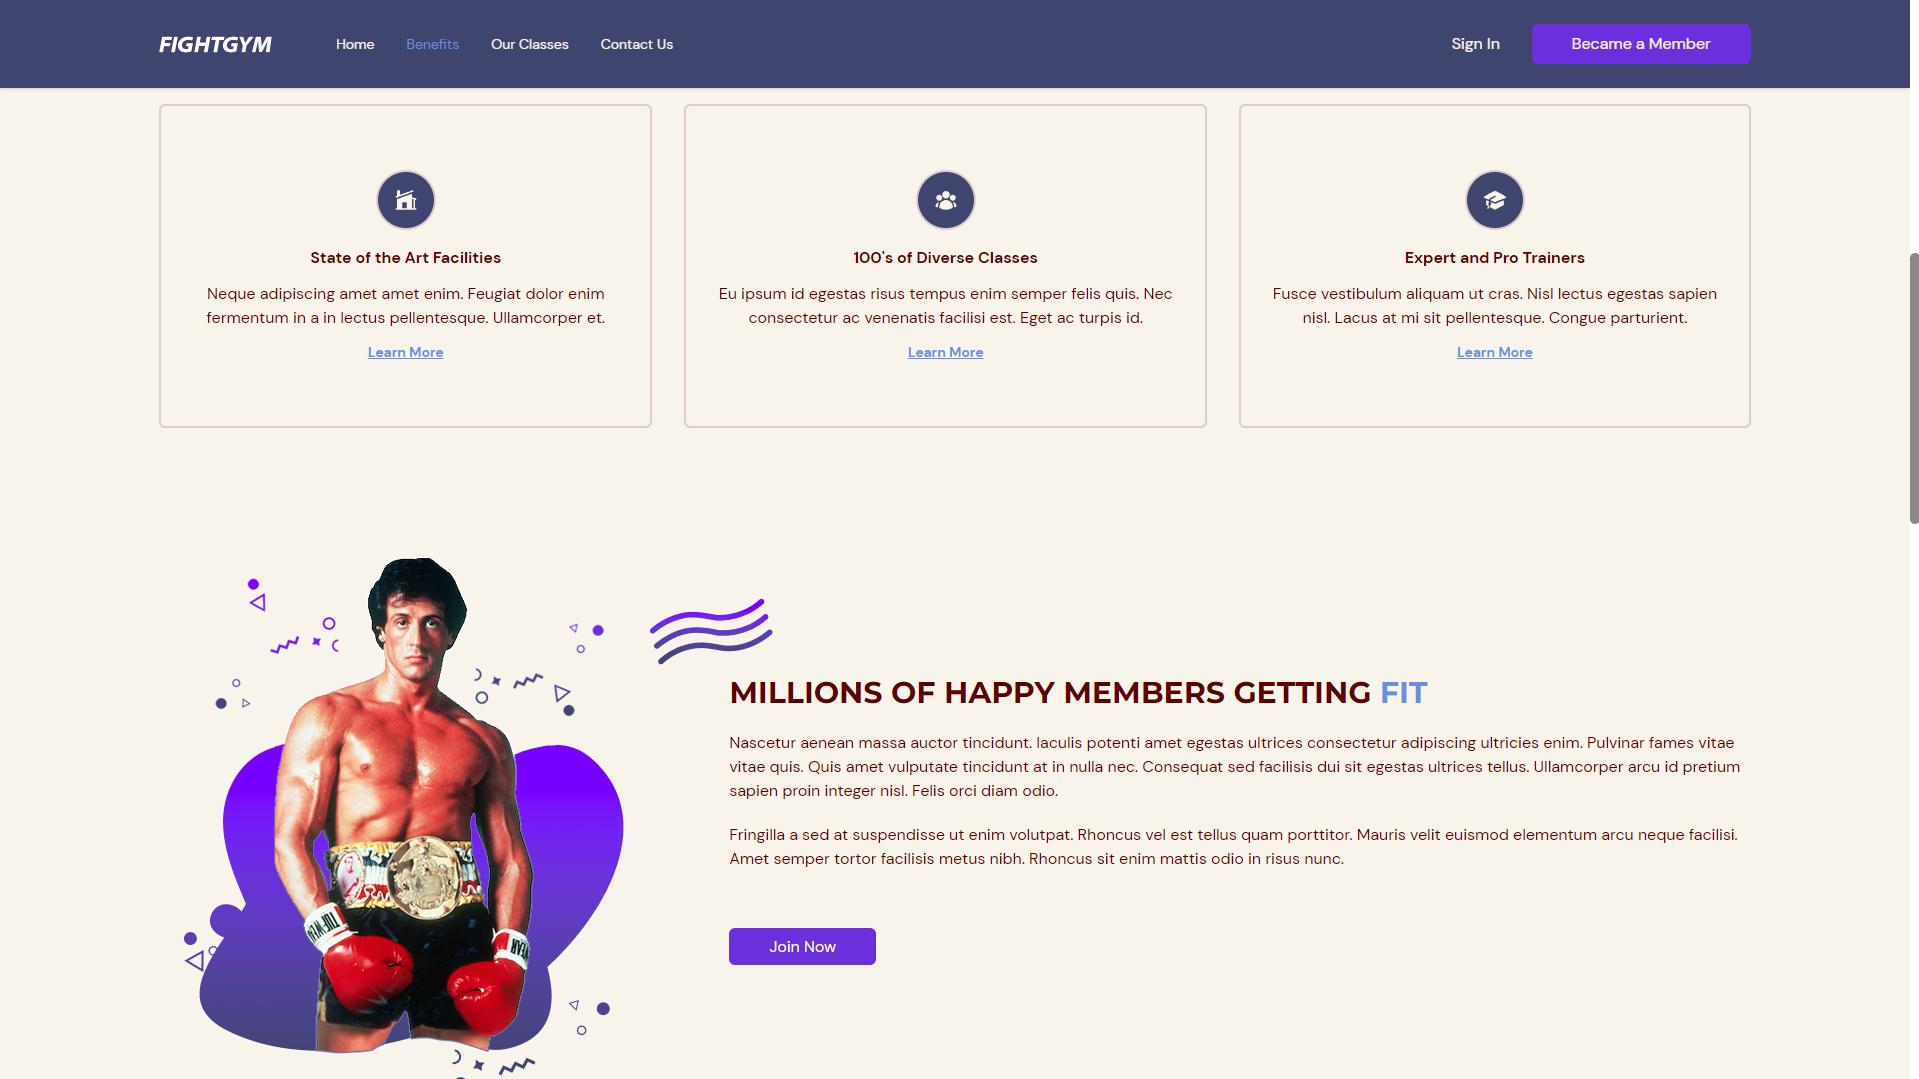 FIGHTGYM
Home
Benefits
Our Classes
Contact Us
Sign In
Became a Member
State of the Art Facilities
Neque adipiscing amet amet enim. Feugiat dolor enim
fermentum in a in lectus pellentesque. Ullamcorper et.
Learn More
100's of Diverse Classes
Eu ipsum id egestas risus tempus enim semper felis quis. Nec
consectetur ac venenatis facilisi est. Eget ac turpis id.
Learn More
Expert and Pro Trainers
Fusce vestibulum aliquam ut cras. Nisl lectus egestas sapien
nisl. Lacus at mi sit pellentesque. Congue parturient.
Learn More
MILLIONS OF HAPPY MEMBERS GETTING FIT
Nascetur aenean massa auctor tincidunt. Iaculis potenti amet egestas ultrices consectetur adipiscing ultricies enim. Pulvinar fames vitae
vitae quis. Quis amet vulputate tincidunt at in nulla nec. Consequat sed facilisis dui sit egestas ultrices tellus. Ullamcorper arcu id pretium
sapien proin integer nisl. Felis orci diam odio.
Fringilla a sed at suspendisse ut enim volutpat. Rhoncus vel est tellus quam porttitor. Mauris velit euismod elementum arcu neque facilisi.
Amet semper tortor facilisis metus nibh. Rhoncus sit enim mattis odio in risus nunc.
Join Now